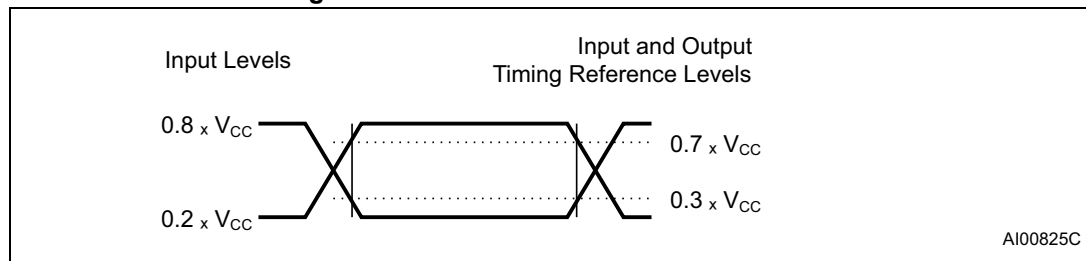 Input Levels
Input and Output
Timing Reference Levels
0.8 x VCC
0.7 x VCC
0.3 x VCC
0.2 x VCC
AI00825C